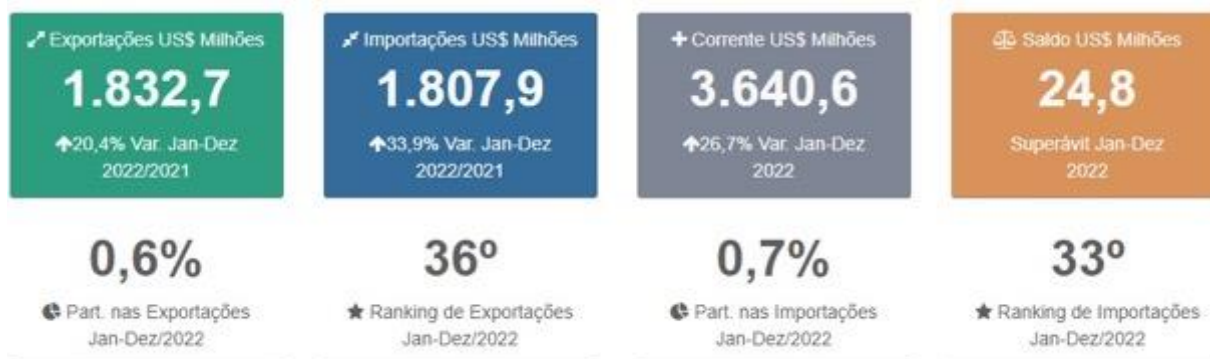 Exportações US$ Milhões
1.832,7
20,4% Var. Jan-Dez
2022/2021
Importações US$ Milhões
1.807,9
33,9% Var. Jan-Dez
2022/2021
Corrente US$ Milhões
3.640,6
26,7% Var. Jan-Dez
2022
Saldo US$ Milhões
24,8
Superávit Jan-Dez
2022
0,6%
Part. nas Exportações
Jan-Dez/2022
36º
Ranking de Exportações
Jan-Dez/2022
0,7%
Part. nas Importações
Jan-Dez/2022
33º
Ranking de Importações
Jan-Dez/2022